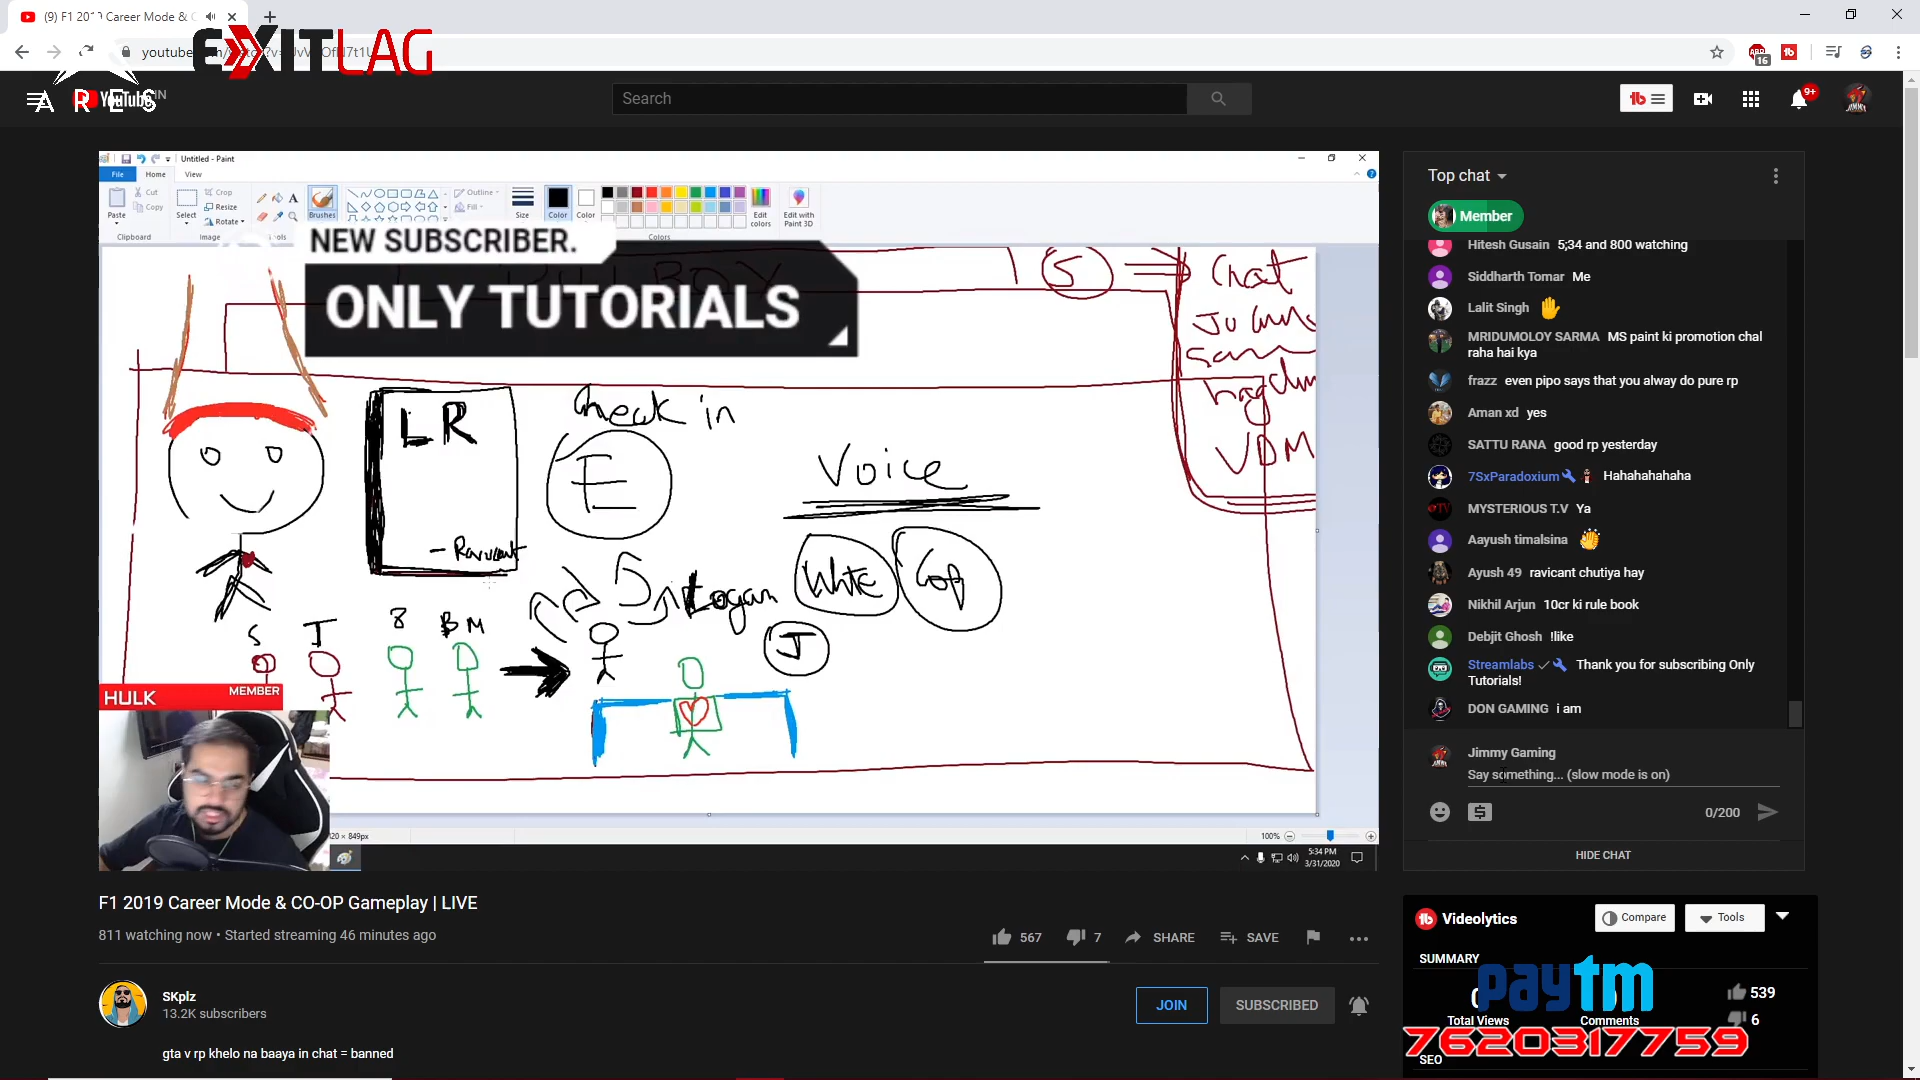 (9) F1 2019 Career Mode & C
EXITLAG
ARES
YouTube IN
Search
9+
16
Untitled - Paint
File Home View
Paste
Cut
Copy
Clipboard
Select
Crop
Resize
Rotate
Image
Tools
Brushes
Outline
Fill
Size
Color
Color
Edit Colors
Edit with Paint 3D
Colors
NEW SUBSCRIBER.
ONLY TUTORIALS
5
Chat
VDM
LR
Check in
E
Voice
White
Cop
Logan
J
S J 8 BM
HULK MEMBER
100%
5:34 PM
3/31/2020
Top chat
Member
Hitesh Gusain 5;34 and 800 watching
Siddharth Tomar Me
Lalit Singh
MRIDUMOLOY SARMA MS paint ki promotion chal
raha hai kya
frazz even pipo says that you alway do pure rp
Aman xd yes
SATTU RANA good rp yesterday
7SxParadoxium Hahahahahaha
MYSTERIOUS T.V Ya
Aayush timalsina
Ayush 49 ravicant chutiya hay
Nikhil Arjun 10cr ki rule book
Debjit Ghosh !like
Streamlabs Thank you for subscribing Only
Tutorials!
DON GAMING i am
Jimmy Gaming
Say something... (slow mode is on)
0/200
HIDE CHAT
F1 2019 Career Mode & CO-OP Gameplay | LIVE
811 watching now • Started streaming 46 minutes ago
567 7 SHARE SAVE
SKplz
13.2K subscribers
JOIN SUBSCRIBED
gta v rp khelo na baaya in chat = banned
Videolytics Compare Tools
SUMMARY
paytm
539
Total Views Comments 6
7620317759
SEO